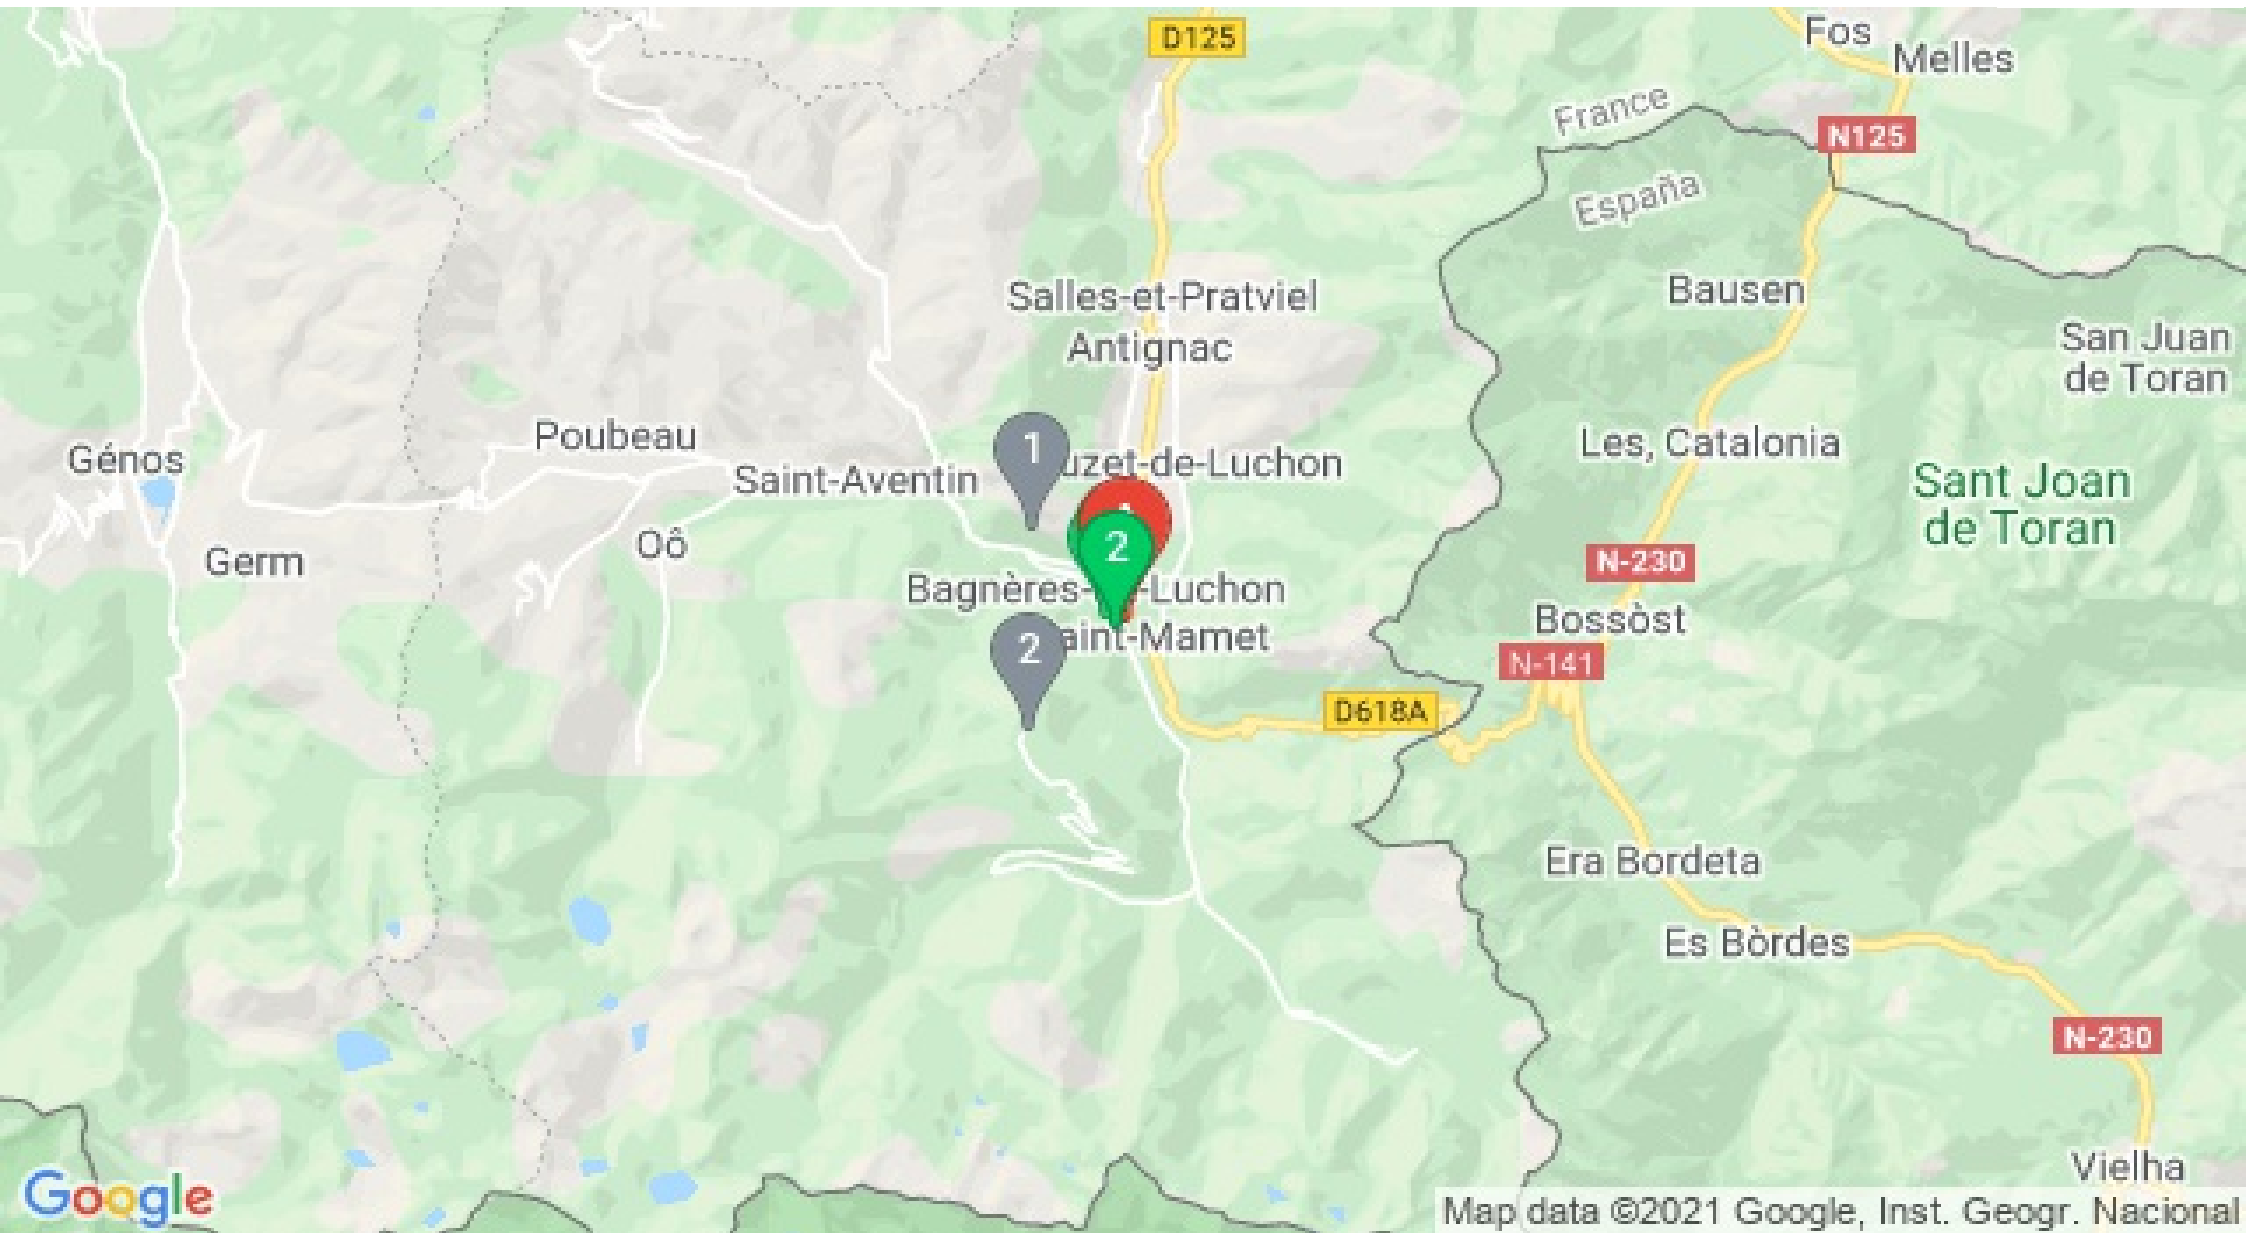 D125
Fos
Melles
France
N125
España
Salles-et-Pratviel
Bausen
San Juan
de Toran
Antignac
Poubeau
1
Génos
uzet-de-Luchon
Les, Catalonia
Saint-Aventin
Sant Joan
de Toran
Oô
2
Germ
N-230
Bagnères- -Luchon
Bossòst
2
aint-Mamet
N-141
D618A
Era Bordeta
Es Bòrdes
N-230
Vielha
Google
Map data ©2021 Google, Inst. Geogr. Nacional